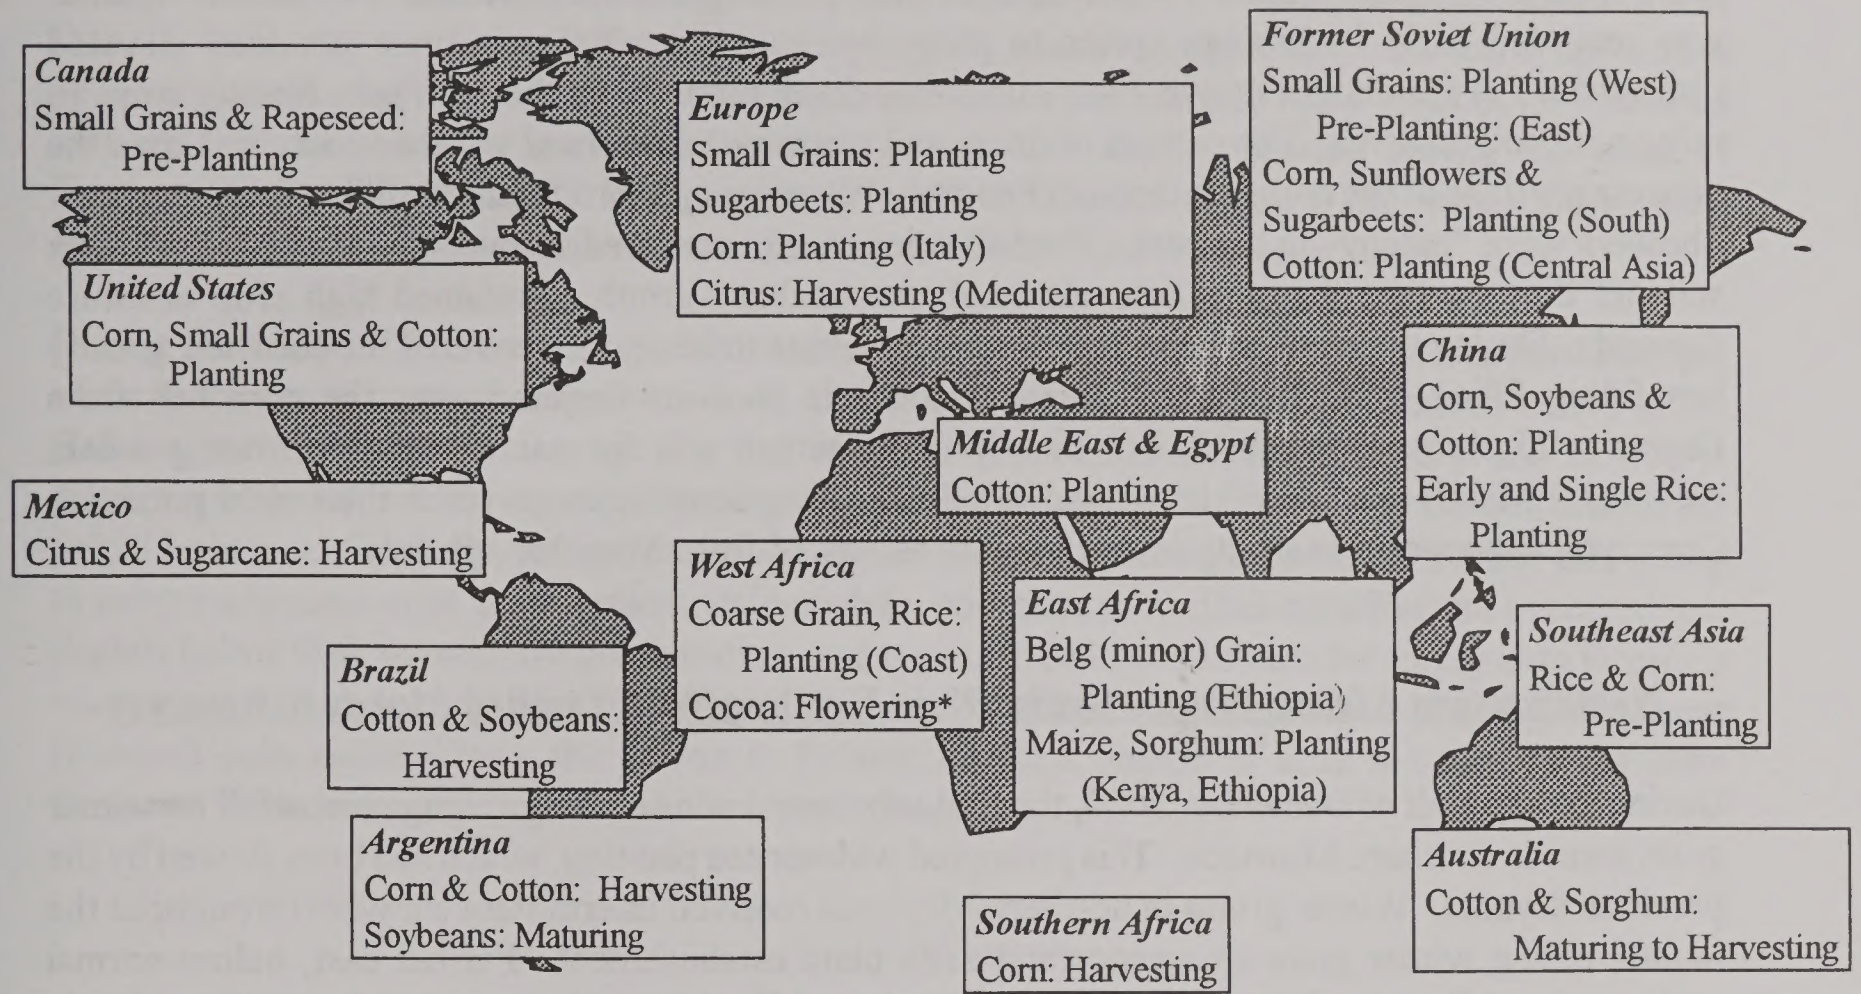 Canada
Small Grains & Rapeseed:
Pre-Planting
United States
Corn, Small Grains & Cotton:
Planting
Mexico
Citrus & Sugarcane: Harvesting
Brazil
Cotton & Soybeans:
Harvesting
Argentina
Corn & Cotton: Harvesting
Soybeans: Maturing
Europe
Small Grains: Planting
Sugarbeets: Planting
Corn: Planting (Italy)
Citrus: Harvesting (Mediterranean)
Middle East & Egypt
Cotton: Planting
West Africa
Coarse Grain, Rice:
Planting (Coast)
Cocoa: Flowering*
East Africa
Belg (minor) Grain:
Planting (Ethiopia)
Maize, Sorghum: Planting
(Kenya, Ethiopia)
Southern Africa
Corn: Harvesting
Former Soviet Union
Small Grains: Planting (West)
Pre-Planting: (East)
Corn, Sunflowers &
Sugarbeets: Planting (South)
Cotton: Planting (Central Asia)
China
Corn, Soybeans &
Cotton: Planting
Early and Single Rice:
Planting
Southeast Asia
Rice & Corn:
Pre-Planting
Australia
Cotton & Sorghum:
Maturing to Harvesting